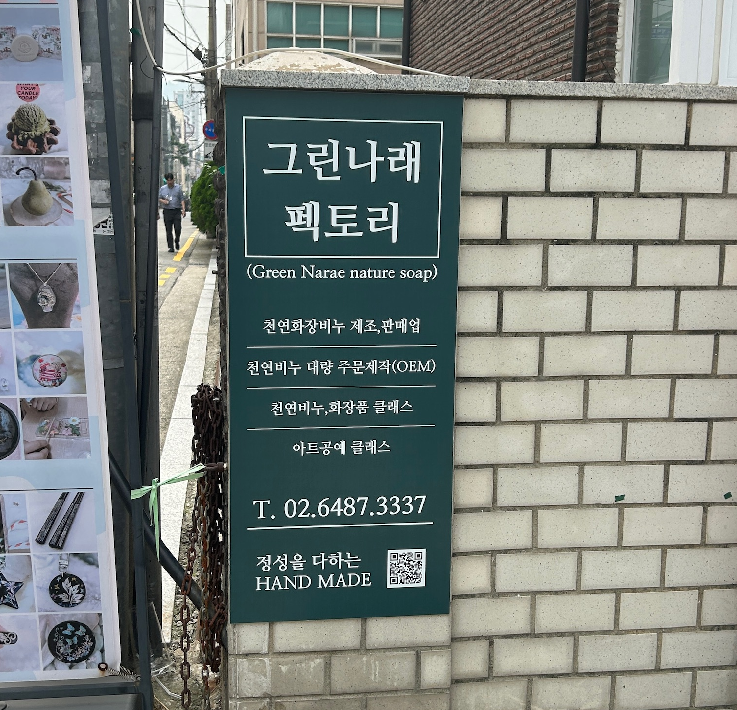 그린나래
펙토리
(Green Narae nature soap)
천연화장비누 제조,판매업
천연비누 대량 주문제작(OEM)
천연비누,화장품 클래스
아트공예 클래스
T. 02.6487.3337
정성을 다하는
HAND MADE